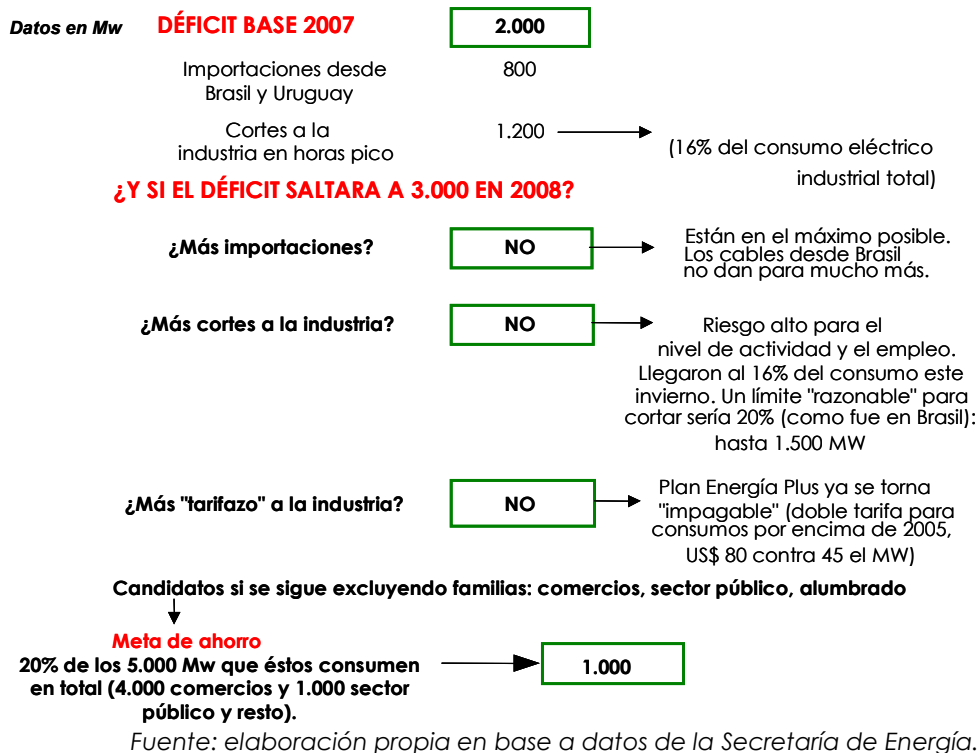 Datos en Mw DÉFICIT BASE 2007 2.000
Importaciones desde
Brasil y Uruguay
800
Cortes a la
industria en horas pico
1.200
(16% del consumo eléctrico
industrial total)
¿Y SI EL DÉFICIT SALTARA A 3.000 EN 2008?
¿Más importaciones? NO
Están en el máximo posible.
Los cables desde Brasil
no dan para mucho más.
¿Más cortes a la industria? NO
Riesgo alto para el
nivel de actividad y el empleo.
Llegaron al 16% del consumo este
invierno. Un límite "razonable" para
cortar sería 20% (como fue en Brasil):
hasta 1.500 MW
¿Más "tarifazo" a la industria? NO
Plan Energía Plus ya se torna
"impagable" (doble tarifa para
consumos por encima de 2005,
US$ 80 contra 45 el MW)
Candidatos si se sigue excluyendo familias: comercios, sector público, alumbrado
Meta de ahorro
20% de los 5.000 Mw que éstos consumen
en total (4.000 comercios y 1.000 sector
público y resto).
1.000
Fuente: elaboración propia en base a datos de la Secretaría de Energía.